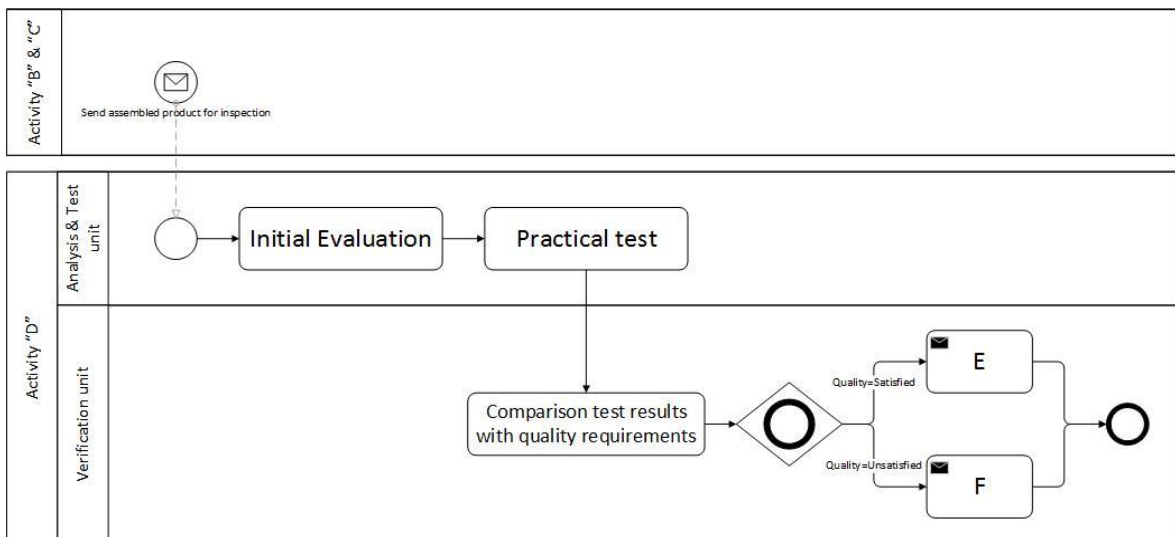 Activity "B" & "C"
Send assembled product for inspection
Activity "D"
Analysis & Test
unit
Initial Evaluation
Practical test
Verification unit
Comparison test results
with quality requirements
Quality=Satisfied
E
Quality=Unsatisfied
F